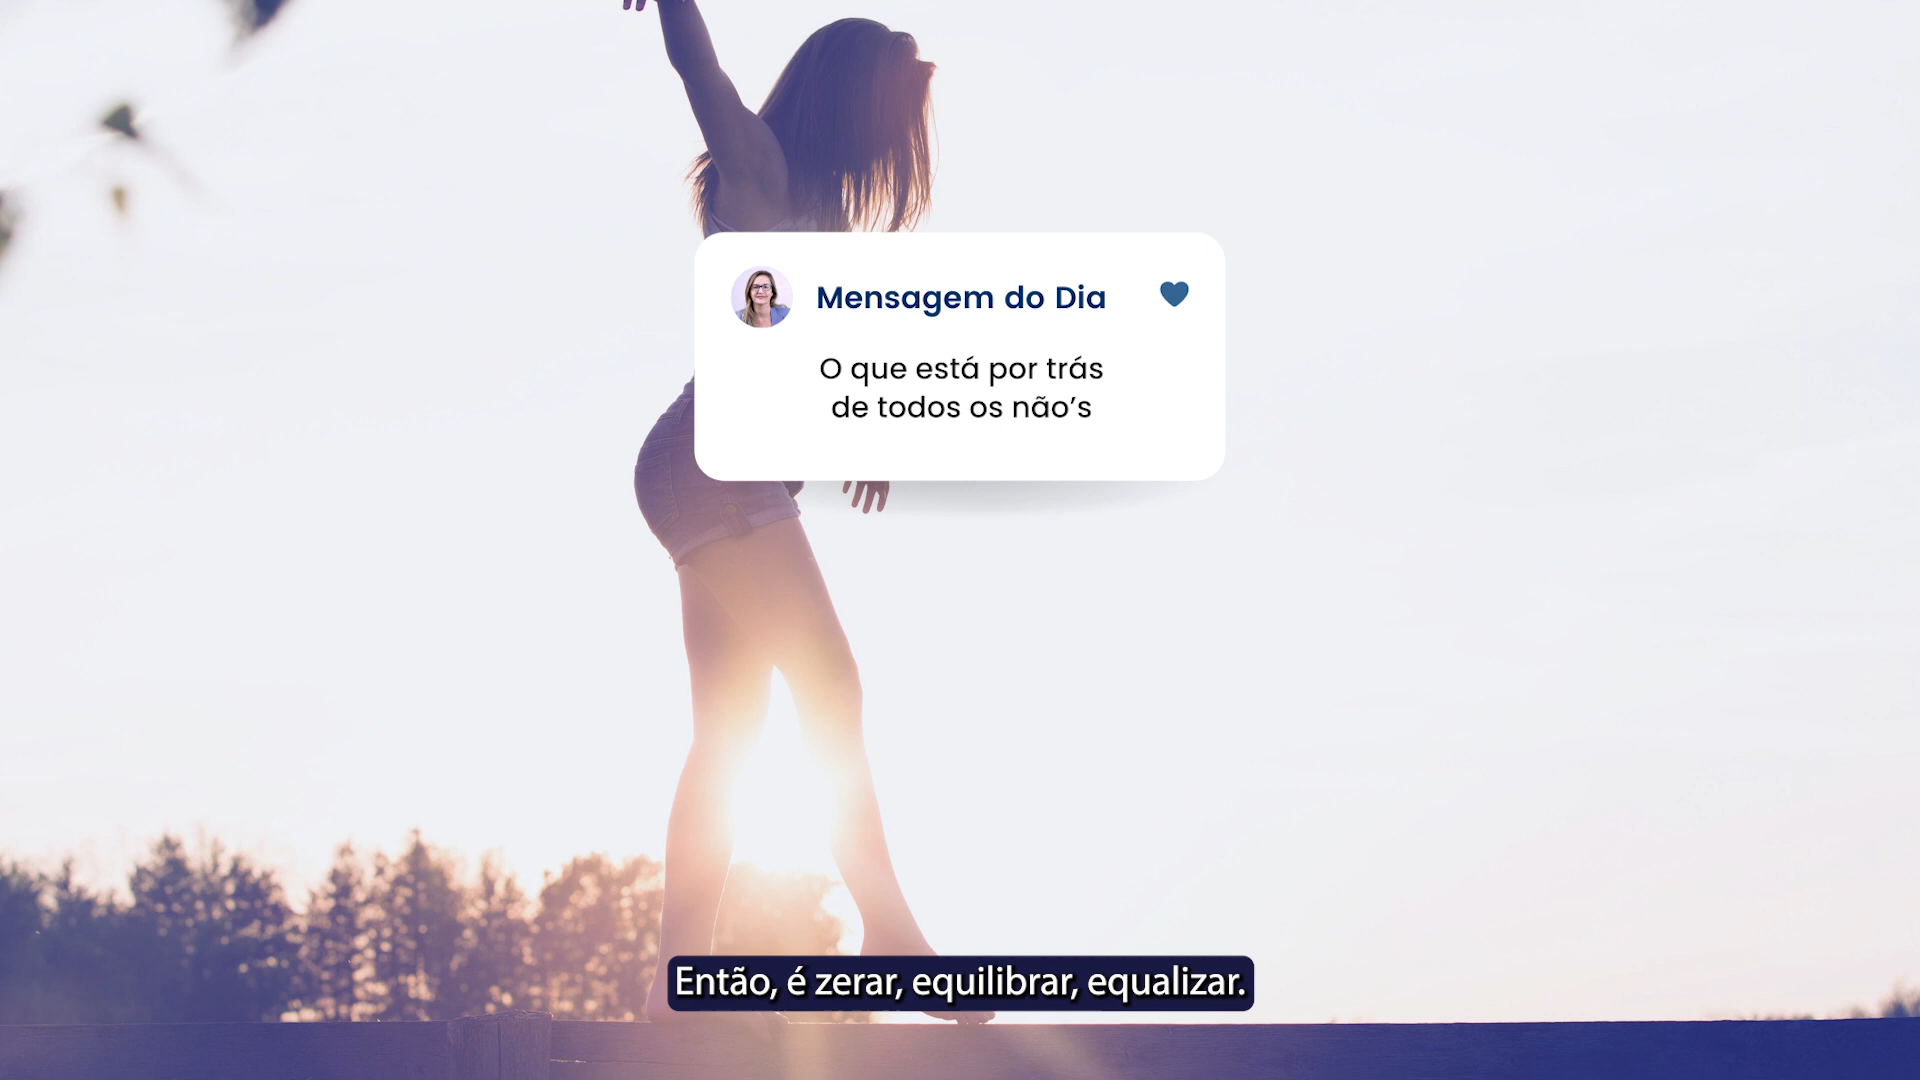 Mensagem do Dia
O que está por trás
de todos os não’s
Então, é zerar, equilibrar, equalizar.